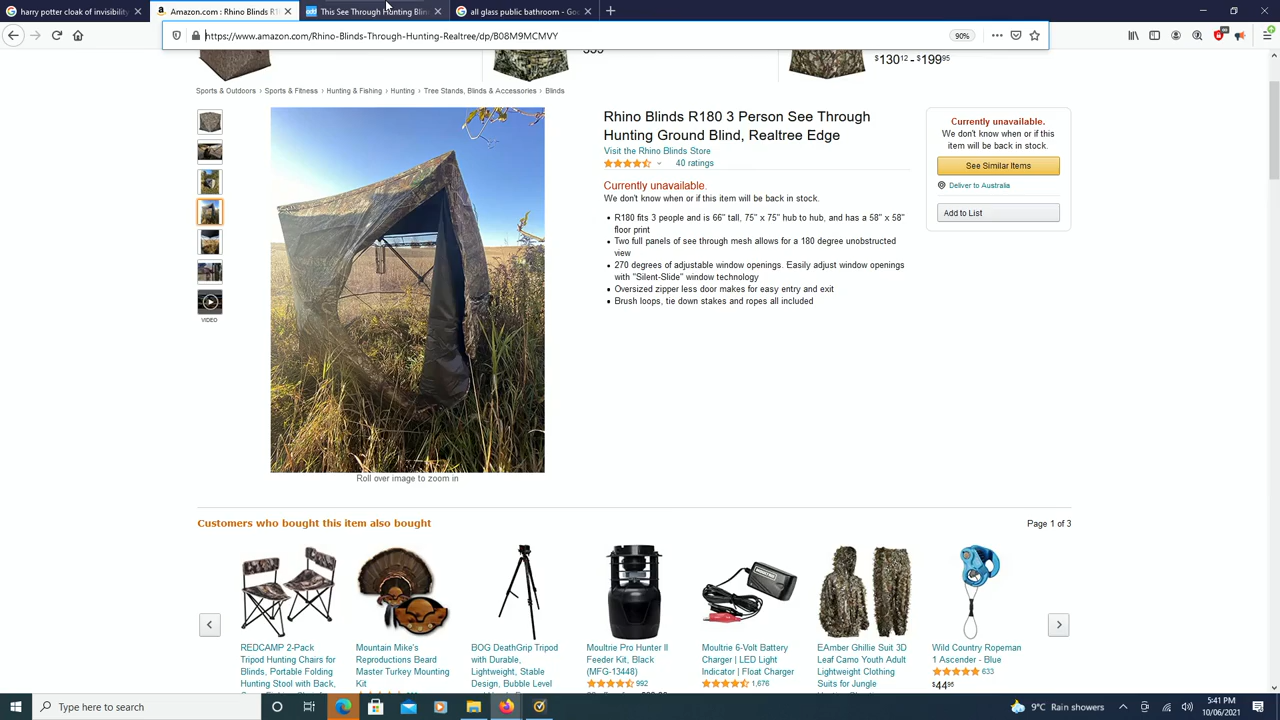 harry potter cloak of invisibility
Amazon.com : Rhino Blinds R1
This See Through Hunting Blin
all glass public bathroom - Goo
https://www.amazon.com/Rhino-Blinds-Through-Hunting-Realtree/dp/B08M9MCMVY
90%
$130.12 - $199.95
Sports & Outdoors › Sports & Fitness › Hunting & Fishing › Hunting › Tree Stands, Blinds & Accessories › Blinds
VIDEO
Roll over image to zoom in
Rhino Blinds R180 3 Person See Through
Hunting Ground Blind, Realtree Edge
Visit the Rhino Blinds Store
40 ratings
Currently unavailable.
We don't know when or if this item will be back in stock.
• R180 fits 3 people and is 66" tall, 75" x 75" hub to hub, and has a 58" x 58"
floor print
• Two full panels of see through mesh allows for a 180 degree unobstructed
view
• 270 degrees of adjustable window openings. Easily adjust window openings
with "Silent-Slide" window technology
• Oversized zipper less door makes for easy entry and exit
• Brush loops, tie down stakes and ropes all included
Currently unavailable.
We don't know when or if this
item will be back in stock.
See Similar Items
Deliver to Australia
Add to List
Customers who bought this item also bought
Page 1 of 3
REDCAMP 2-Pack
Tripod Hunting Chairs for
Blinds, Portable Folding
Hunting Stool with Back,
Mountain Mike's
Reproductions Beard
Master Turkey Mounting
Kit
BOG DeathGrip Tripod
with Durable,
Lightweight, Stable
Design, Bubble Level
Moultrie Pro Hunter II
Feeder Kit, Black
(MFG-13448)
992
Moultrie 6-Volt Battery
Charger | LED Light
Indicator | Float Charger
1,676
EAmber Ghillie Suit 3D
Leaf Camo Youth Adult
Lightweight Clothing
Suits for Jungle
Wild Country Ropeman
1 Ascender - Blue
633
$44.95
Type here to search
9°C Rain showers
5:41 PM
10/06/2021